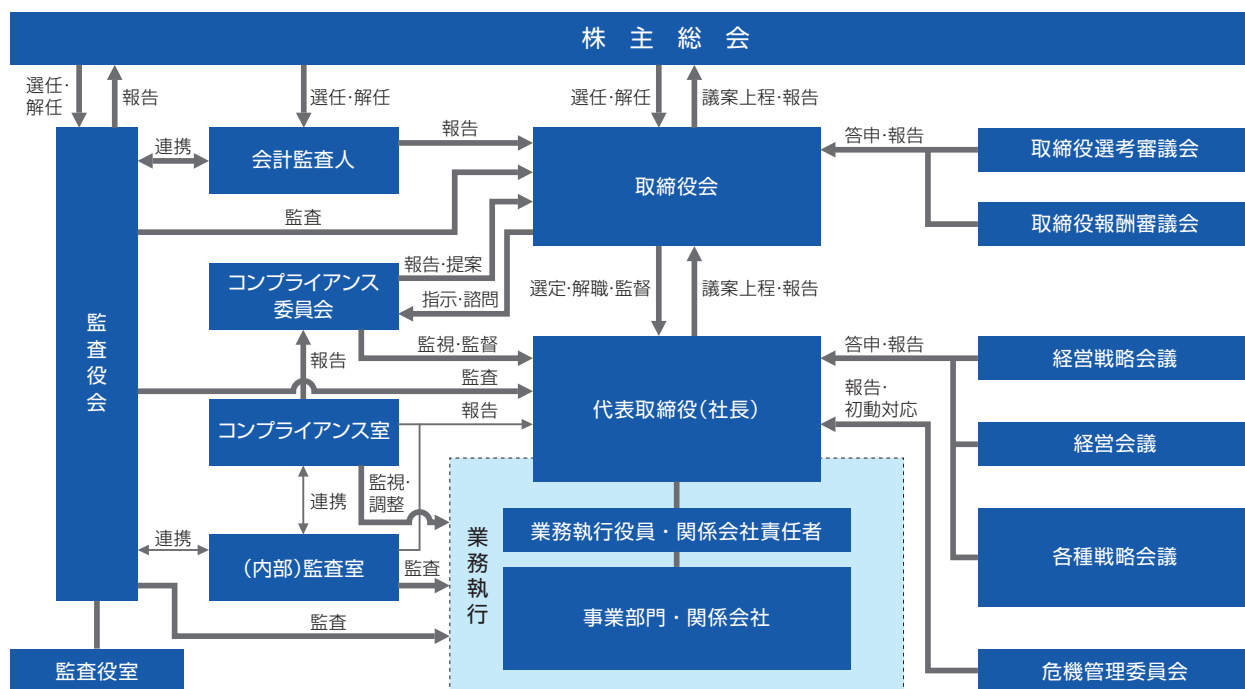 株主総会
選任・
解任
報告
選任・解任
選任・解任
議案上程・報告
監査役会
連携
会計監査人
報告
取締役会
答申・報告
取締役選考審議会
取締役報酬審議会
監査
コンプライアンス
委員会
報告・提案
指示・諮問
選定・解職・監督
議案上程・報告
監視・監督
報告
監査
代表取締役(社長)
答申・報告
経営戦略会議
報告・
初動対応
経営会議
コンプライアンス室
報告
監視・
調整
連携
連携
(内部)監査室
監査
業務執行
業務執行役員・関係会社責任者
各種戦略会議
事業部門・関係会社
監査
監査役室
危機管理委員会